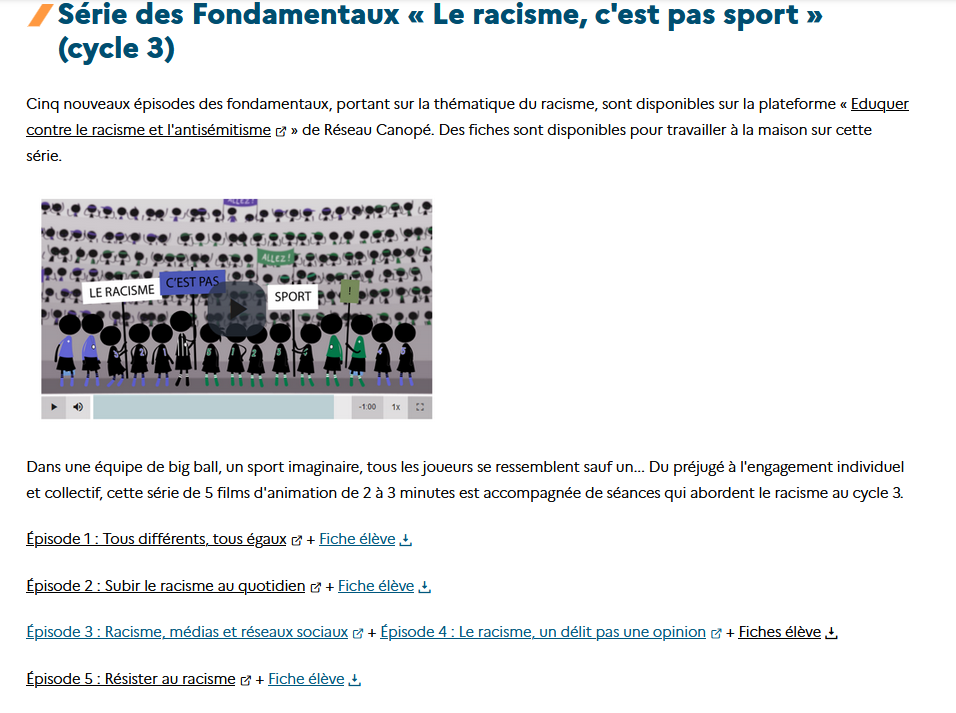 Série des Fondamentaux « Le racisme, c'est pas sport »
(cycle 3)
Cinq nouveaux épisodes des fondamentaux, portant sur la thématique du racisme, sont disponibles sur la plateforme « Eduquer
contre le racisme et l'antisémitisme » de Réseau Canopé. Des fiches sont disponibles pour travailler à la maison sur cette
série.
ALLEZ !
ALLEZ !
LE RACISME C'EST PAS SPORT !
-1:00 1x
Dans une équipe de big ball, un sport imaginaire, tous les joueurs se ressemblent sauf un... Du préjugé à l'engagement individuel
et collectif, cette série de 5 films d'animation de 2 à 3 minutes est accompagnée de séances qui abordent le racisme au cycle 3.
Épisode 1 : Tous différents, tous égaux + Fiche élève
Épisode 2 : Subir le racisme au quotidien + Fiche élève
Épisode 3 : Racisme, médias et réseaux sociaux + Épisode 4 : Le racisme, un délit pas une opinion + Fiches élève
Épisode 5 : Résister au racisme + Fiche élève